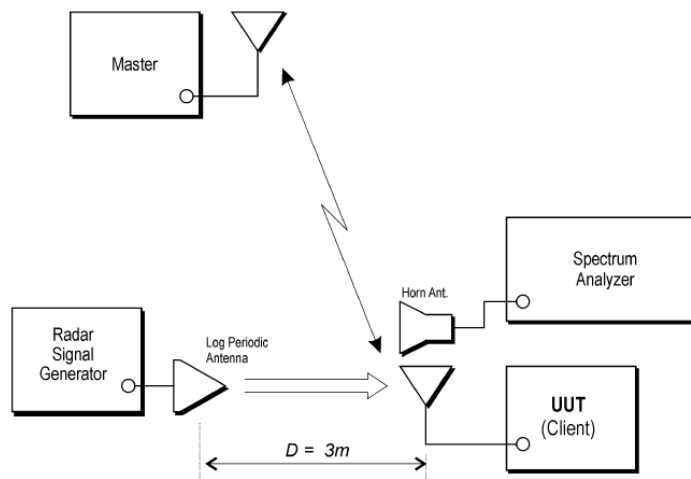 Master
Spectrum
Analyzer
Horn Ant.
Radar
Signal
Generator
Log Periodic
Antenna
UUT
(Client)
D = 3m